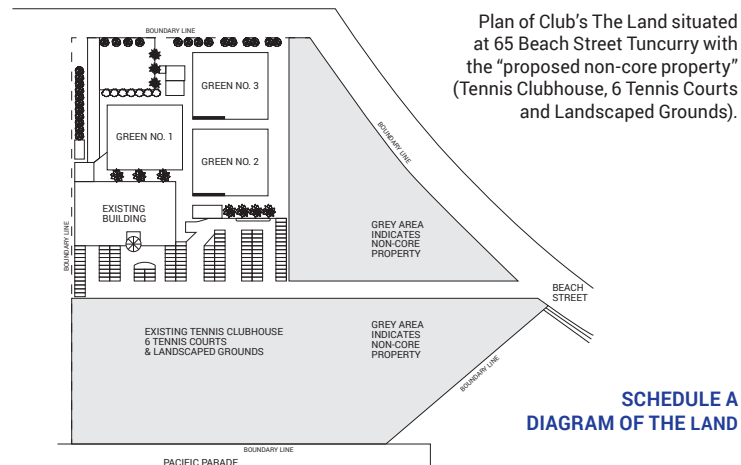 Plan of Club's The Land situated
at 65 Beach Street Tuncurry with
the “proposed non-core property”
(Tennis Clubhouse, 6 Tennis Courts
and Landscaped Grounds).
BOUNDARY LINE
GREEN NO. 3
GREEN NO. 1
GREEN NO. 2
BOUNDARY LINE
EXISTING
BUILDING
BOUNDARY LINE
GREY AREA
INDICATES
NON-CORE
PROPERTY
BEACH
STREET
EXISTING TENNIS CLUBHOUSE
6 TENNIS COURTS
& LANDSCAPED GROUNDS
GREY AREA
INDICATES
NON-CORE
PROPERTY
BOUNDARY LINE
SCHEDULE A
DIAGRAM OF THE LAND
BOUNDARY LINE
PACIFIC PARADE